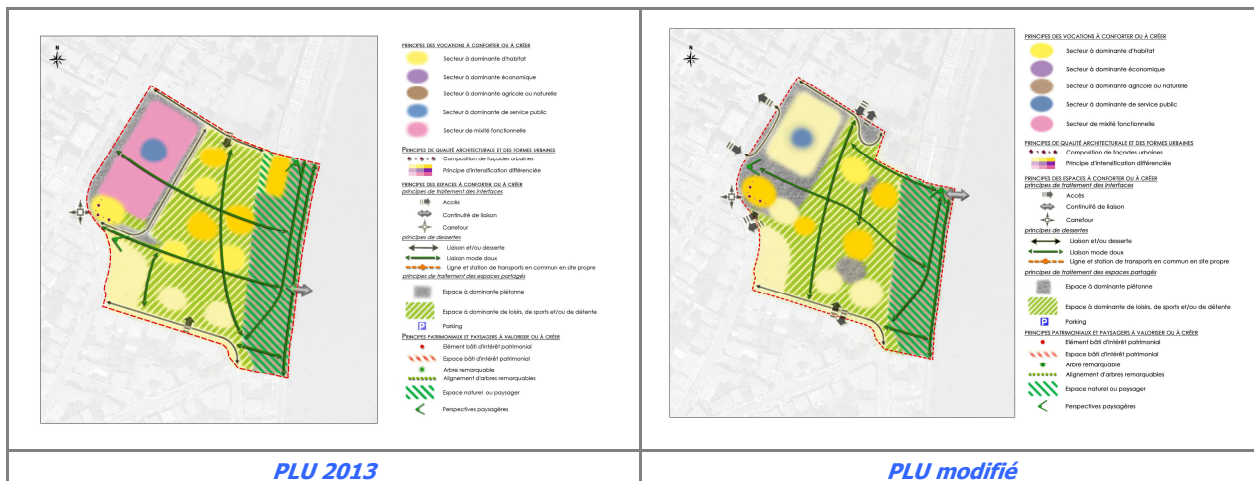 N
PRINCIPES DES VOCATIONS À CONFORTER OU À CRÉER
Secteur à dominante d'habitat
Secteur à dominante économique
Secteur à dominante agricole ou naturelle
Secteur à dominante de service public
Secteur de mixité fonctionnelle
PRINCIPES DE QUALITÉ ARCHITECTURALE ET DES FORMES URBAINES
Composition de façades urbaines
Principe d'intensification différenciée
PRINCIPES DES ESPACES À CONFORTER OU À CRÉER
principes de traitement des interfaces
Accès
Continuité de liaison
Carrefour
principes de dessertes
Liaison et/ou desserte
Liaison mode doux
Ligne et station de transports en commun en site propre
principes de traitement des espaces partagés
Espace à dominante piétonne
Espace à dominante de loisirs, de sports et/ou de détente
P Parking
PRINCIPES PATRIMONIAUX ET PAYSAGERS À VALORISER OU À CRÉER
Elément bâti d'intérêt patrimonial
Espace bâti d'intérêt patrimonial
Arbre remarquable
Alignement d'arbres remarquables
Espace naturel ou paysager
Perspectives paysagères
PLU 2013
N
PRINCIPES DES VOCATIONS À CONFORTER OU À CRÉER
Secteur à dominante d'habitat
Secteur à dominante économique
Secteur à dominante agricole ou naturelle
Secteur à dominante de service public
Secteur de mixité fonctionnelle
PRINCIPES DE QUALITÉ ARCHITECTURALE ET DES FORMES URBAINES
Composition de façades urbaines
Principe d'intensification différenciée
PRINCIPES DES ESPACES À CONFORTER OU À CRÉER
principes de traitement des interfaces
Accès
Continuité de liaison
Carrefour
principes de dessertes
Liaison et/ou desserte
Liaison mode doux
Ligne et station de transports en commun en site propre
principes de traitement des espaces partagés
Espace à dominante piétonne
Espace à dominante de loisirs, de sports et/ou de détente
P Parking
PRINCIPES PATRIMONIAUX ET PAYSAGERS À VALORISER OU À CRÉER
Elément bâti d'intérêt patrimonial
Espace bâti d'intérêt patrimonial
Arbre remarquable
Alignement d'arbres remarquables
Espace naturel ou paysager
Perspectives paysagères
PLU modifié